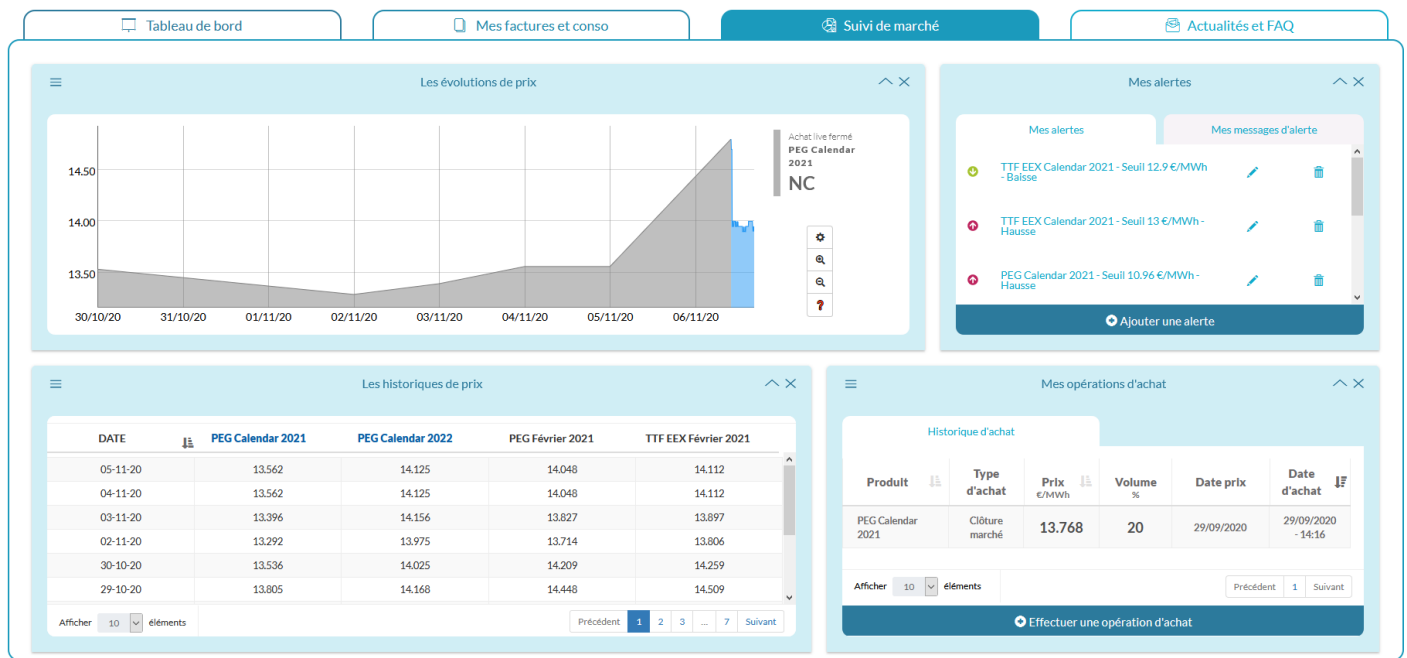 Tableau de bord
Mes factures et conso
Suivi de marché
Actualités et FAQ
Les évolutions de prix
14.50
14.00
13.50
30/10/20 31/10/20 01/11/20 02/11/20 03/11/20 04/11/20 05/11/20 06/11/20
Achat live fermé
PEG Calendar
2021
NC
?
Mes alertes
Mes alertes Mes messages d'alerte
TTF EEX Calendar 2021 - Seuil 12.9 €/MWh
- Baisse
TTF EEX Calendar 2021 - Seuil 13 €/MWh -
Hausse
PEG Calendar 2021 - Seuil 10.96 €/MWh -
Hausse
Ajouter une alerte
Les historiques de prix
DATE PEG Calendar 2021 PEG Calendar 2022 PEG Février 2021 TTF EEX Février 2021
05-11-20 13.562 14.125 14.048 14.112
04-11-20 13.562 14.125 14.048 14.112
03-11-20 13.396 14.156 13.827 13.897
02-11-20 13.292 13.975 13.714 13.806
30-10-20 13.536 14.025 14.209 14.259
29-10-20 13.805 14.168 14.448 14.509
Afficher 10 éléments
Précédent 1 2 3 ... 7 Suivant
Mes opérations d'achat
Historique d'achat
Produit
Type
d'achat
Prix
€/MWh
Volume
%
Date prix
Date
d'achat
PEG Calendar
2021
Clôture
marché
13.768
20
29/09/2020
29/09/2020
- 14:16
Afficher 10 éléments
Précédent 1 Suivant
Effectuer une opération d'achat